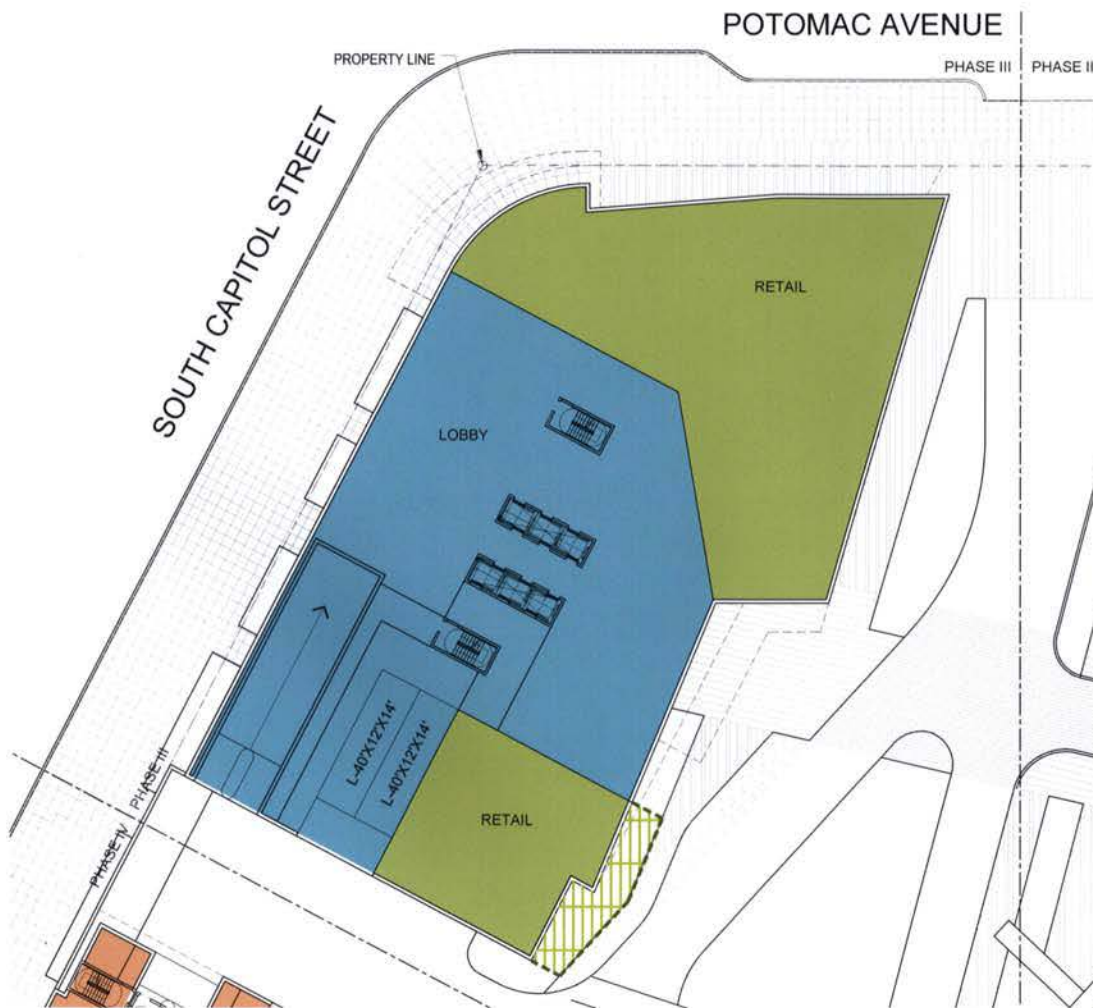 POTOMAC AVENUE
PROPERTY LINE
PHASE III
PHASE II
SOUTH CAPITOL STREET
RETAIL
LOBBY
L-40'X12'X14'
L-40'X12'X14'
RETAIL
PHASE III
PHASE IV